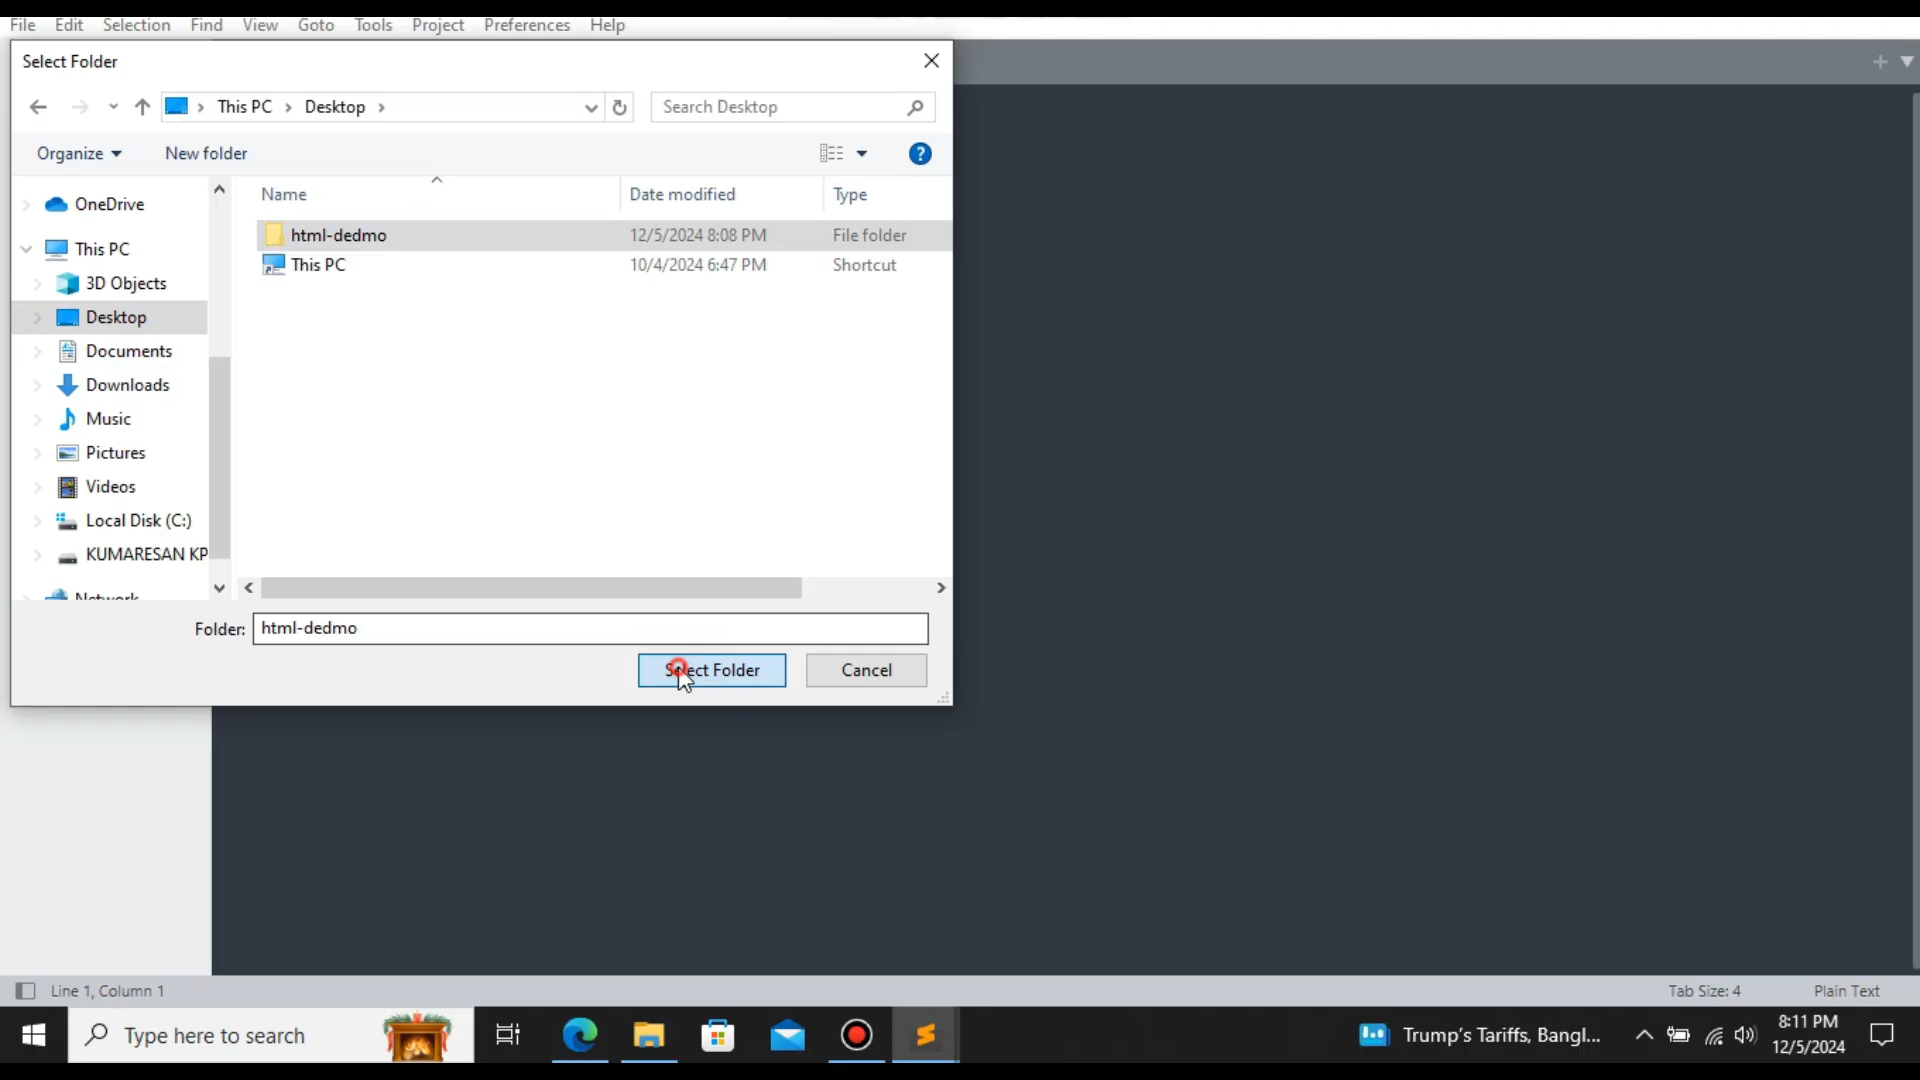 File Edit Selection Find View Goto Tools Project Preferences Help
Select Folder
This PC Desktop
Search Desktop
Organize New folder
Name Date modified Type
OneDrive
This PC
3D Objects
Desktop
Documents
Downloads
Music
Pictures
Videos
Local Disk (C:)
KUMARESAN KP
Network
html-dedmo 12/5/2024 8:08 PM File folder
This PC 10/4/2024 6:47 PM Shortcut
Folder: html-dedmo
Select Folder Cancel
Line 1, Column 1 Tab Size: 4 Plain Text
Type here to search
Trump's Tariffs, Bangl...
8:11 PM
12/5/2024